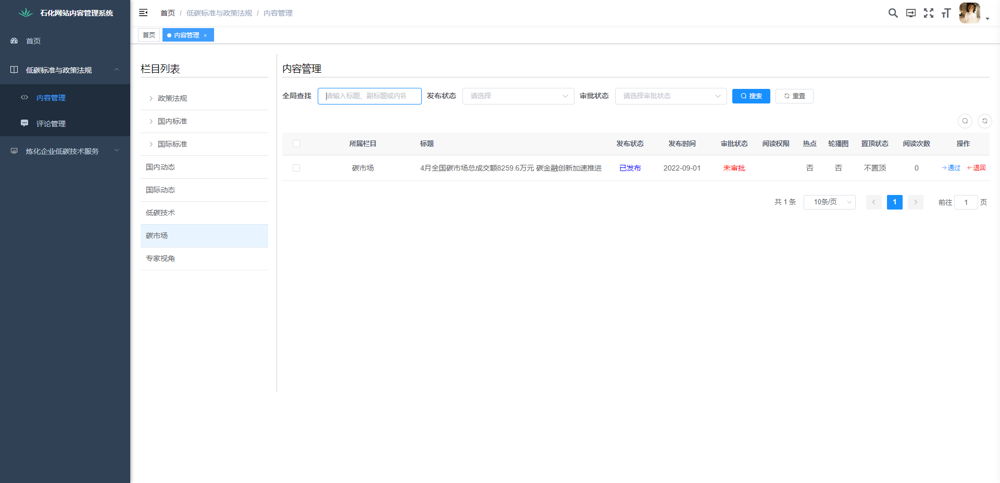 石化网站内容管理系统
首页
低碳标准与政策法规
内容管理
评论管理
炼化企业低碳技术服务
首页 / 低碳标准与政策法规 / 内容管理
首页
内容管理 ×
栏目列表
政策法规
国内标准
国际标准
国内动态
国际动态
低碳技术
碳市场
专家视角
内容管理
全局查找 请输入标题、副标题或内容 发布状态 请选择 审批状态 请选择审批状态 搜索 重置
所属栏目 标题 发布状态 发布时间 审批状态 阅读权限 热点 轮播图 置顶状态 阅读次数 操作
碳市场 4月全国碳市场总成交额8259.6万元 碳金融创新加速推进 已发布 2022-09-01 未审批 否 否 不置顶 0 通过 退回
共 1 条 10条/页 1 前往 1 页